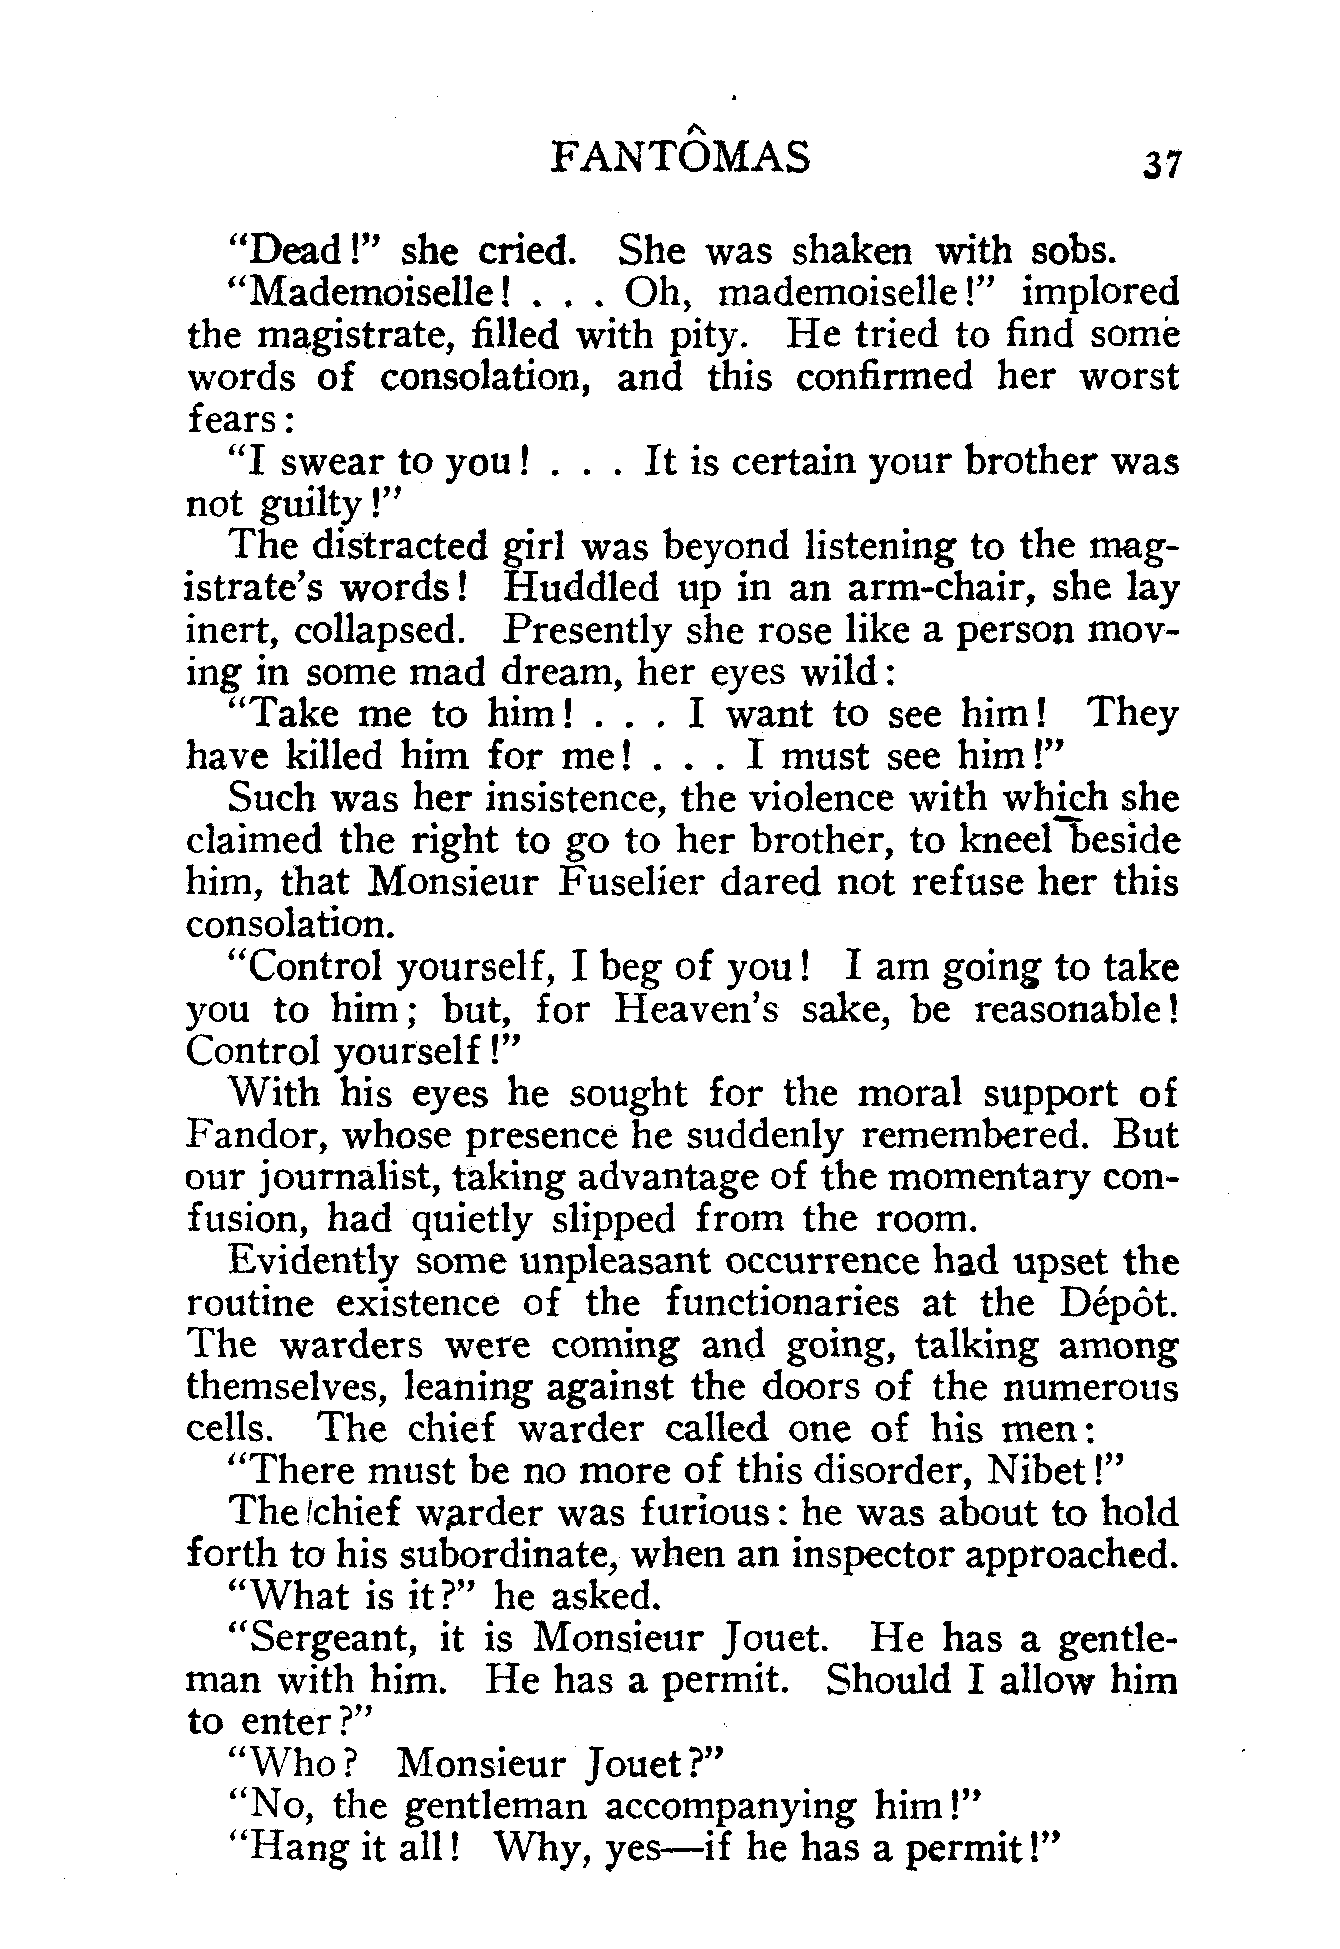 FANTÔMAS 37
“Dead!” she cried. She was shaken with sobs.
“Mademoiselle! . . . Oh, mademoiselle!” implored
the magistrate, filled with pity. He tried to find some
words of consolation, and this confirmed her worst
fears:
“I swear to you! . . . It is certain your brother was
not guilty!”
The distracted girl was beyond listening to the mag-
istrate’s words! Huddled up in an arm-chair, she lay
inert, collapsed. Presently she rose like a person mov-
ing in some mad dream, her eyes wild:
“Take me to him! . . . I want to see him! They
have killed him for me! . . . I must see him!”
Such was her insistence, the violence with which she
claimed the right to go to her brother, to kneel beside
him, that Monsieur Fuselier dared not refuse her this
consolation.
“Control yourself, I beg of you! I am going to take
you to him; but, for Heaven’s sake, be reasonable!
Control yourself!”
With his eyes he sought for the moral support of
Fandor, whose presence he suddenly remembered. But
our journalist, taking advantage of the momentary con-
fusion, had quietly slipped from the room.
Evidently some unpleasant occurrence had upset the
routine existence of the functionaries at the Dépôt.
The warders were coming and going, talking among
themselves, leaning against the doors of the numerous
cells. The chief warder called one of his men:
“There must be no more of this disorder, Nibet!”
The chief warder was furious: he was about to hold
forth to his subordinate, when an inspector approached.
“What is it?” he asked.
“Sergeant, it is Monsieur Jouet. He has a gentle-
man with him. He has a permit. Should I allow him
to enter?”
“Who? Monsieur Jouet?”
“No, the gentleman accompanying him!”
“Hang it all! Why, yes—if he has a permit!”